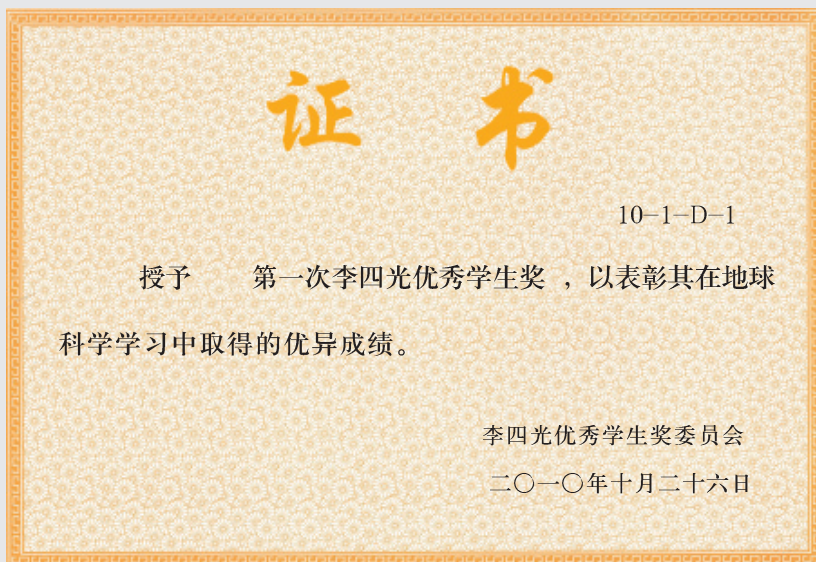 证 书
10-1-D-1
授予 第一次李四光优秀学生奖 ，以表彰其在地球
科学学习中取得的优异成绩。
李四光优秀学生奖委员会
二〇一〇年十月二十六日